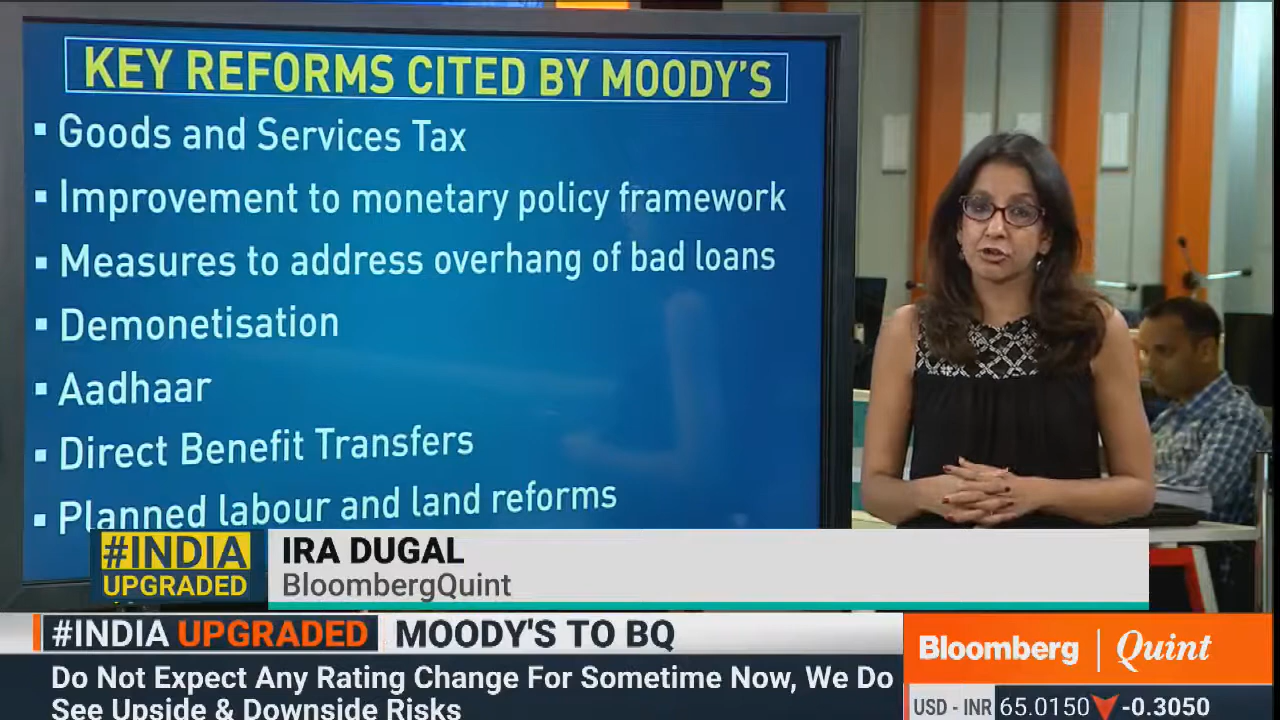 KEY REFORMS CITED BY MOODY'S
▪ Goods and Services Tax
▪ Improvement to monetary policy framework
▪ Measures to address overhang of bad loans
▪ Demonetisation
▪ Aadhaar
▪ Direct Benefit Transfers
▪ Planned labour and land reforms
#INDIA
UPGRADED
IRA DUGAL
BloombergQuint
#INDIA UPGRADED
MOODY'S TO BQ
Do Not Expect Any Rating Change For Sometime Now, We Do
See Upside & Downside Risks
Bloomberg | Quint
USD - INR 65.0150 -0.3050